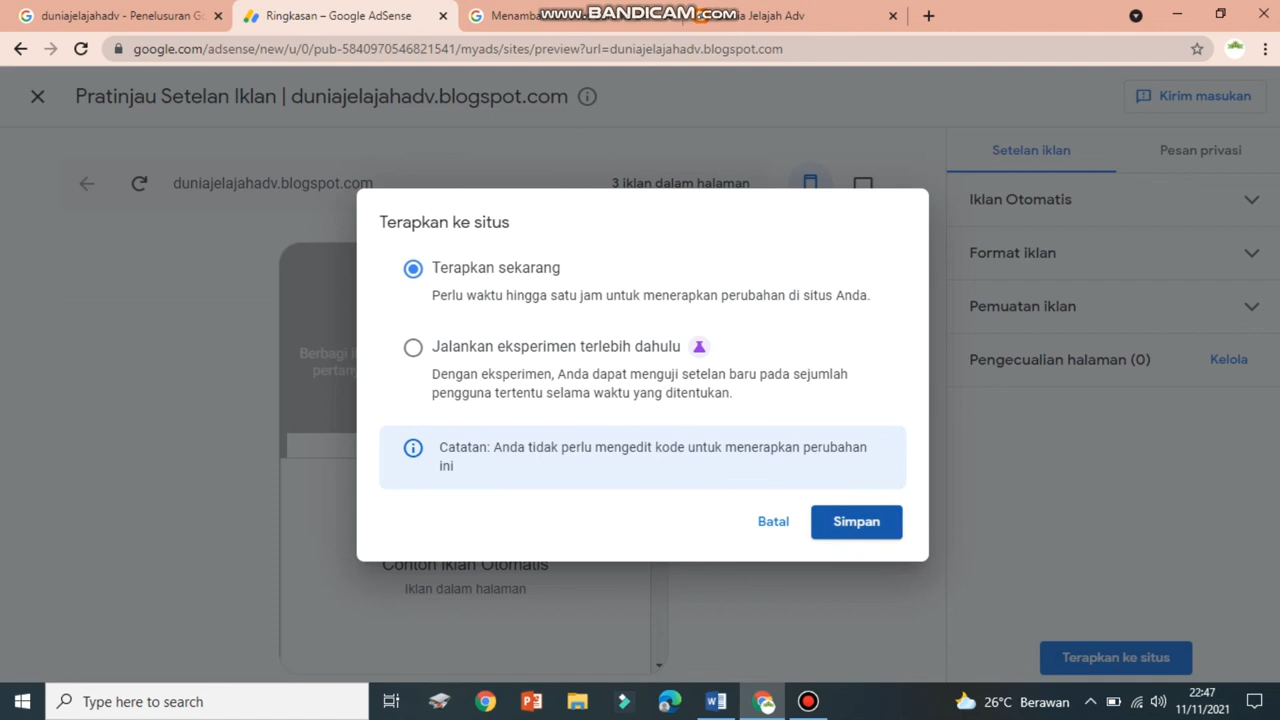 duniajelajahadv - Penelusuran Go
Ringkasan – Google AdSense
Menamba
ia Jelajah Adv
www.BANDICAM.com
google.com/adsense/new/u/0/pub-5840970546821541/myads/sites/preview?url=duniajelajahadv.blogspot.com
Pratinjau Setelan Iklan | duniajelajahadv.blogspot.com
Kirim masukan
Setelan iklan
Pesan privasi
duniajelajahadv.blogspot.com
3 iklan dalam halaman
Iklan Otomatis
Format iklan
Pemuatan iklan
Pengecualian halaman (0)
Kelola
Terapkan ke situs
Terapkan sekarang
Perlu waktu hingga satu jam untuk menerapkan perubahan di situs Anda.
Jalankan eksperimen terlebih dahulu
Dengan eksperimen, Anda dapat menguji setelan baru pada sejumlah
pengguna tertentu selama waktu yang ditentukan.
Catatan: Anda tidak perlu mengedit kode untuk menerapkan perubahan
ini
Batal
Simpan
Berbagi i
pertany
Contoh Iklan Otomatis
Iklan dalam halaman
Terapkan ke situs
Type here to search
26°C Berawan
22:47
11/11/2021